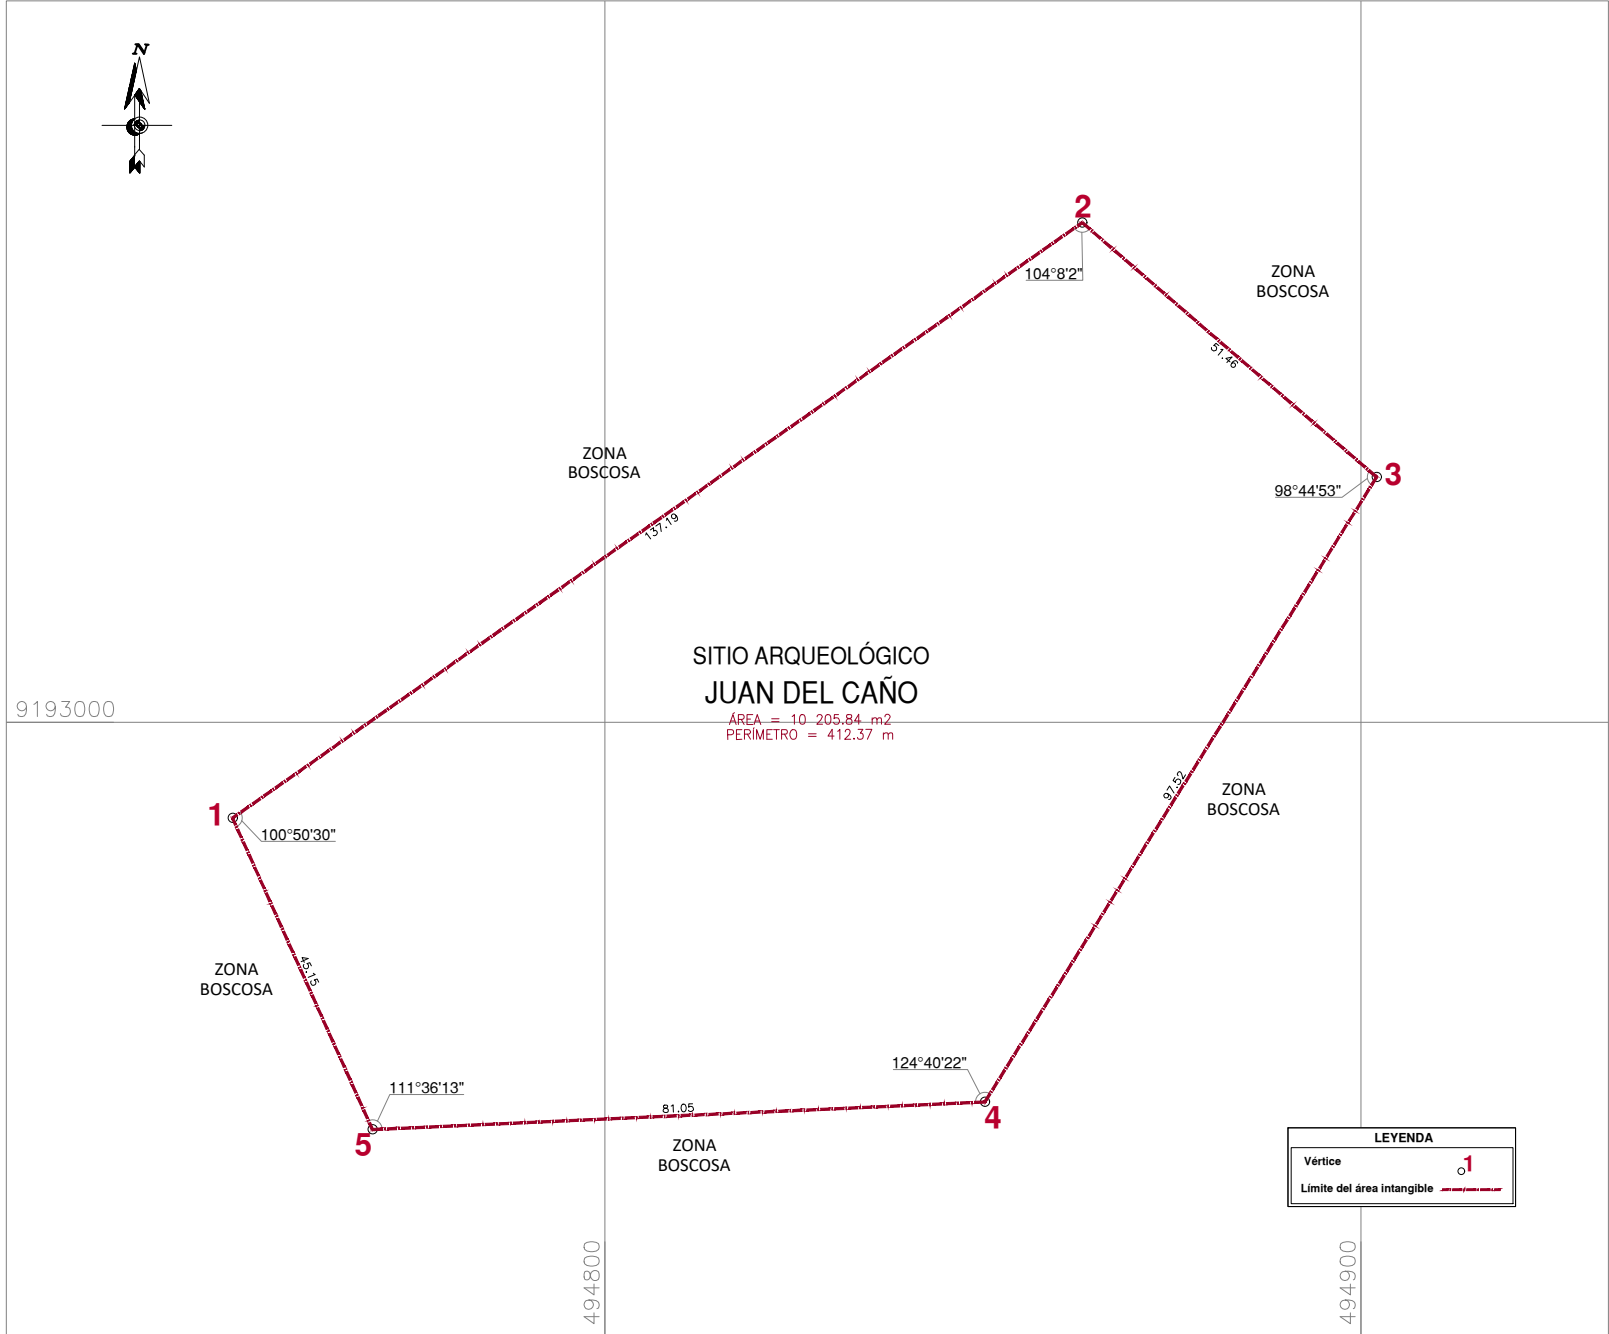 N
2
104°8'2"
ZONA
BOSCOSA
51.46
ZONA
BOSCOSA
3
98°44'53"
137.19
SITIO ARQUEOLÓGICO
JUAN DEL CAÑO
ÁREA = 10 205.84 m2
PERÍMETRO = 412.37 m
9193000
97.52
ZONA
BOSCOSA
1
100°50'30"
45.15
ZONA
BOSCOSA
124°40'22"
111°36'13"
81.05
4
5
ZONA
BOSCOSA
LEYENDA
Vértice 1
Límite del área intangible
494800
494900